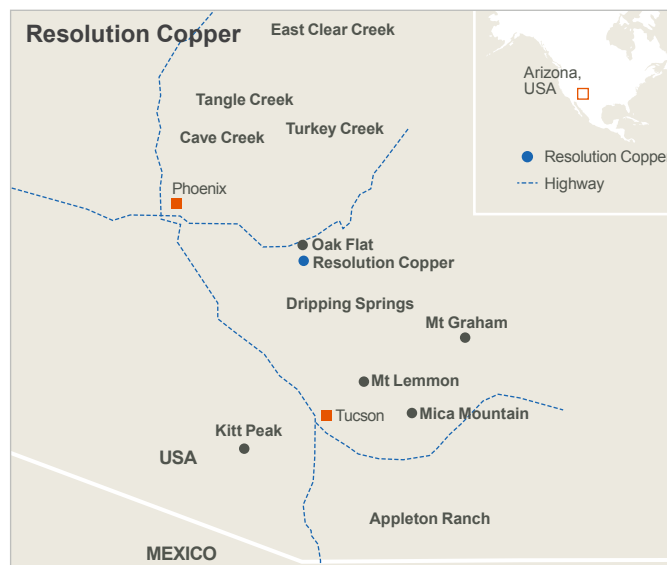 Resolution Copper
East Clear Creek
Arizona,
USA
Tangle Creek
Turkey Creek
Cave Creek
Resolution Copper
Highway
Phoenix
Oak Flat
Resolution Copper
Dripping Springs
Mt Graham
Mt Lemmon
Tucson
Mica Mountain
Kitt Peak
USA
Appleton Ranch
MEXICO